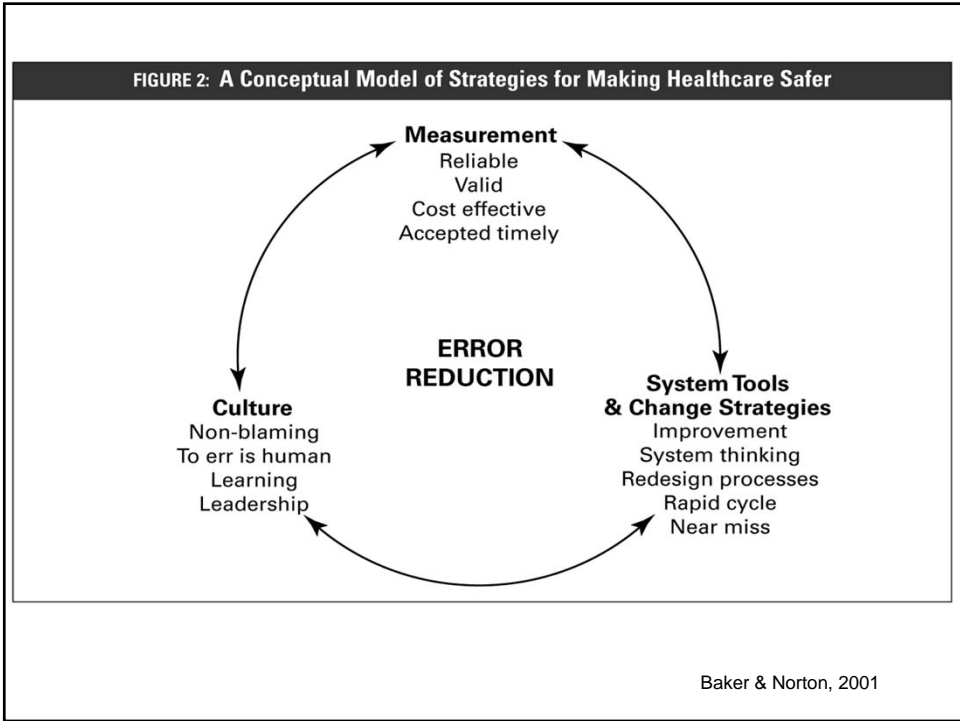 FIGURE 2: A Conceptual Model of Strategies for Making Healthcare Safer
Measurement
Reliable
Valid
Cost effective
Accepted timely
ERROR
REDUCTION
Culture
Non-blaming
To err is human
Learning
Leadership
System Tools
& Change Strategies
Improvement
System thinking
Redesign processes
Rapid cycle
Near miss
Baker & Norton, 2001